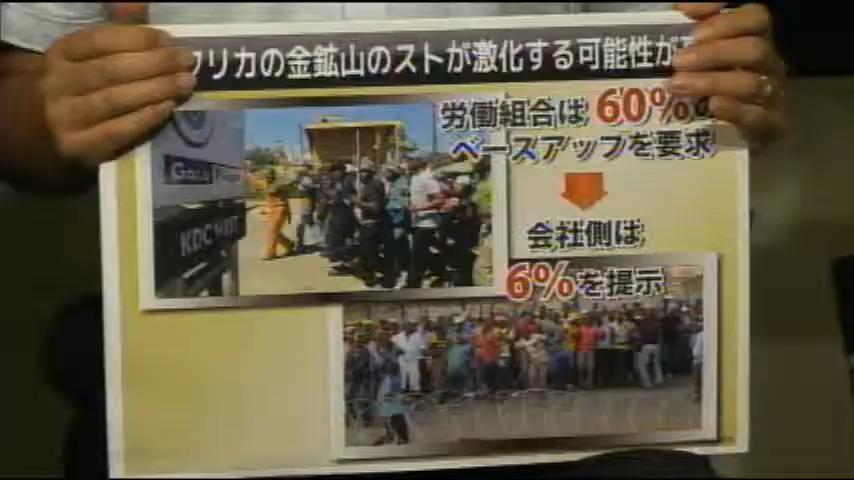 フリカの金鉱山のストが激化する可能性が
労働組合は60%の
ベースアップを要求
会社側は
6%を提示
KDC WEST